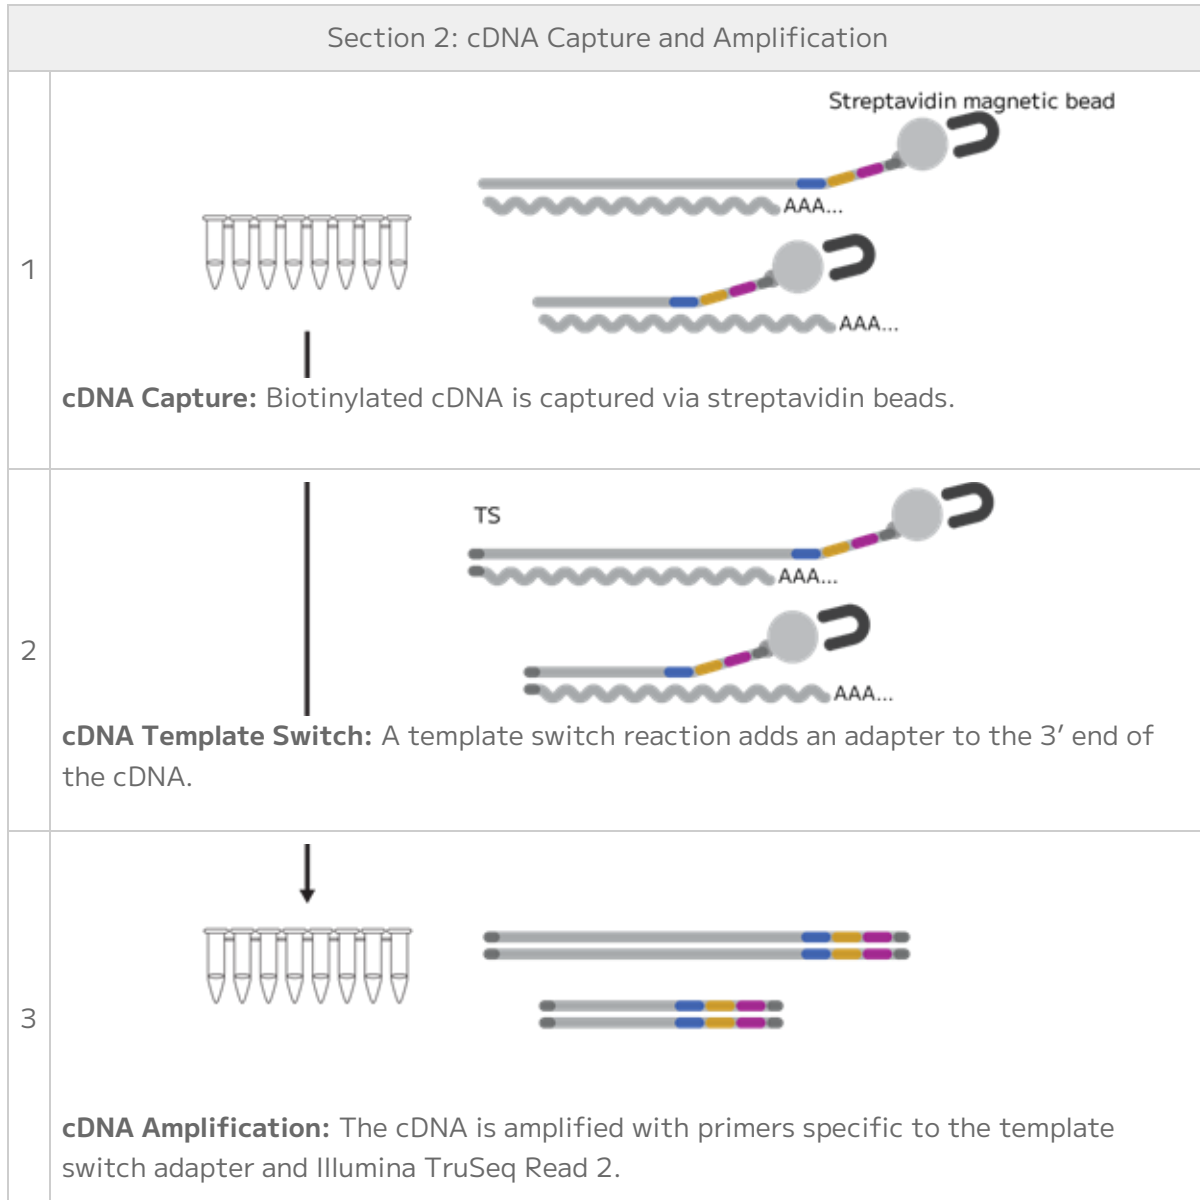 Section 2: cDNA Capture and Amplification
Streptavidin magnetic bead
AAA...
AAA...
1
cDNA Capture: Biotinylated cDNA is captured via streptavidin beads.
TS
AAA...
AAA...
2
cDNA Template Switch: A template switch reaction adds an adapter to the 3’ end of
the cDNA.
3
cDNA Amplification: The cDNA is amplified with primers specific to the template
switch adapter and Illumina TruSeq Read 2.